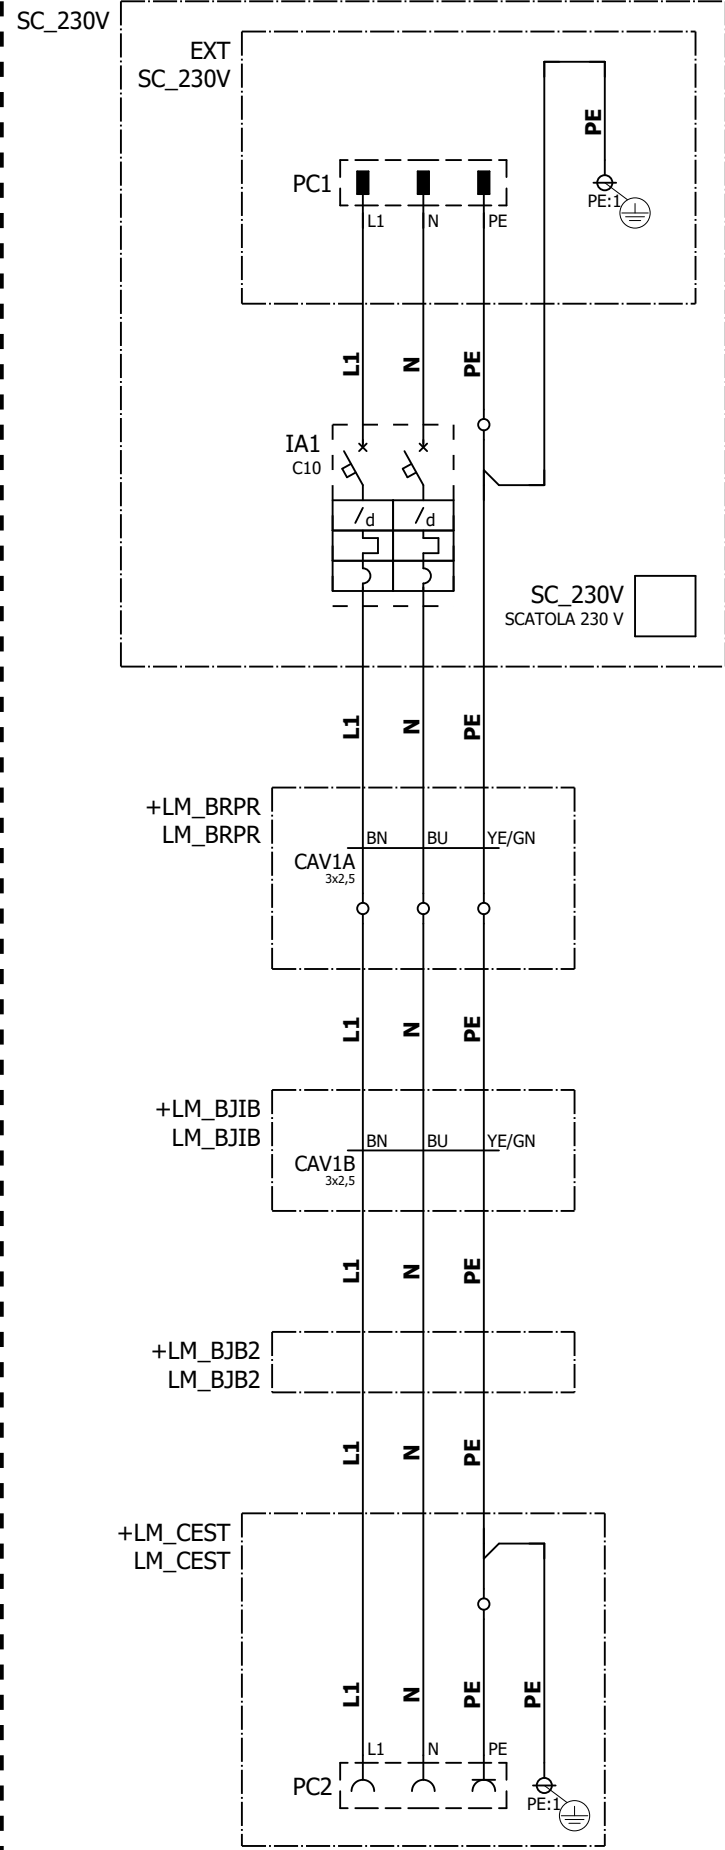 SC_230V
EXT
SC_230V
PE
PC1
PE:1
L1 N PE
L1 N PE
IA1
C10
d d
SC_230V
SCATOLA 230 V
L1 N PE
+LM_BRPR
LM_BRPR
BN BU YE/GN
CAV1A
3x2,5
L1 N PE
+LM_BJIB
LM_BJIB
BN BU YE/GN
CAV1B
3x2,5
L1 N PE
+LM_BJB2
LM_BJB2
L1 N PE
+LM_CEST
LM_CEST
L1 N PE PE
L1 N PE
PC2
PE:1